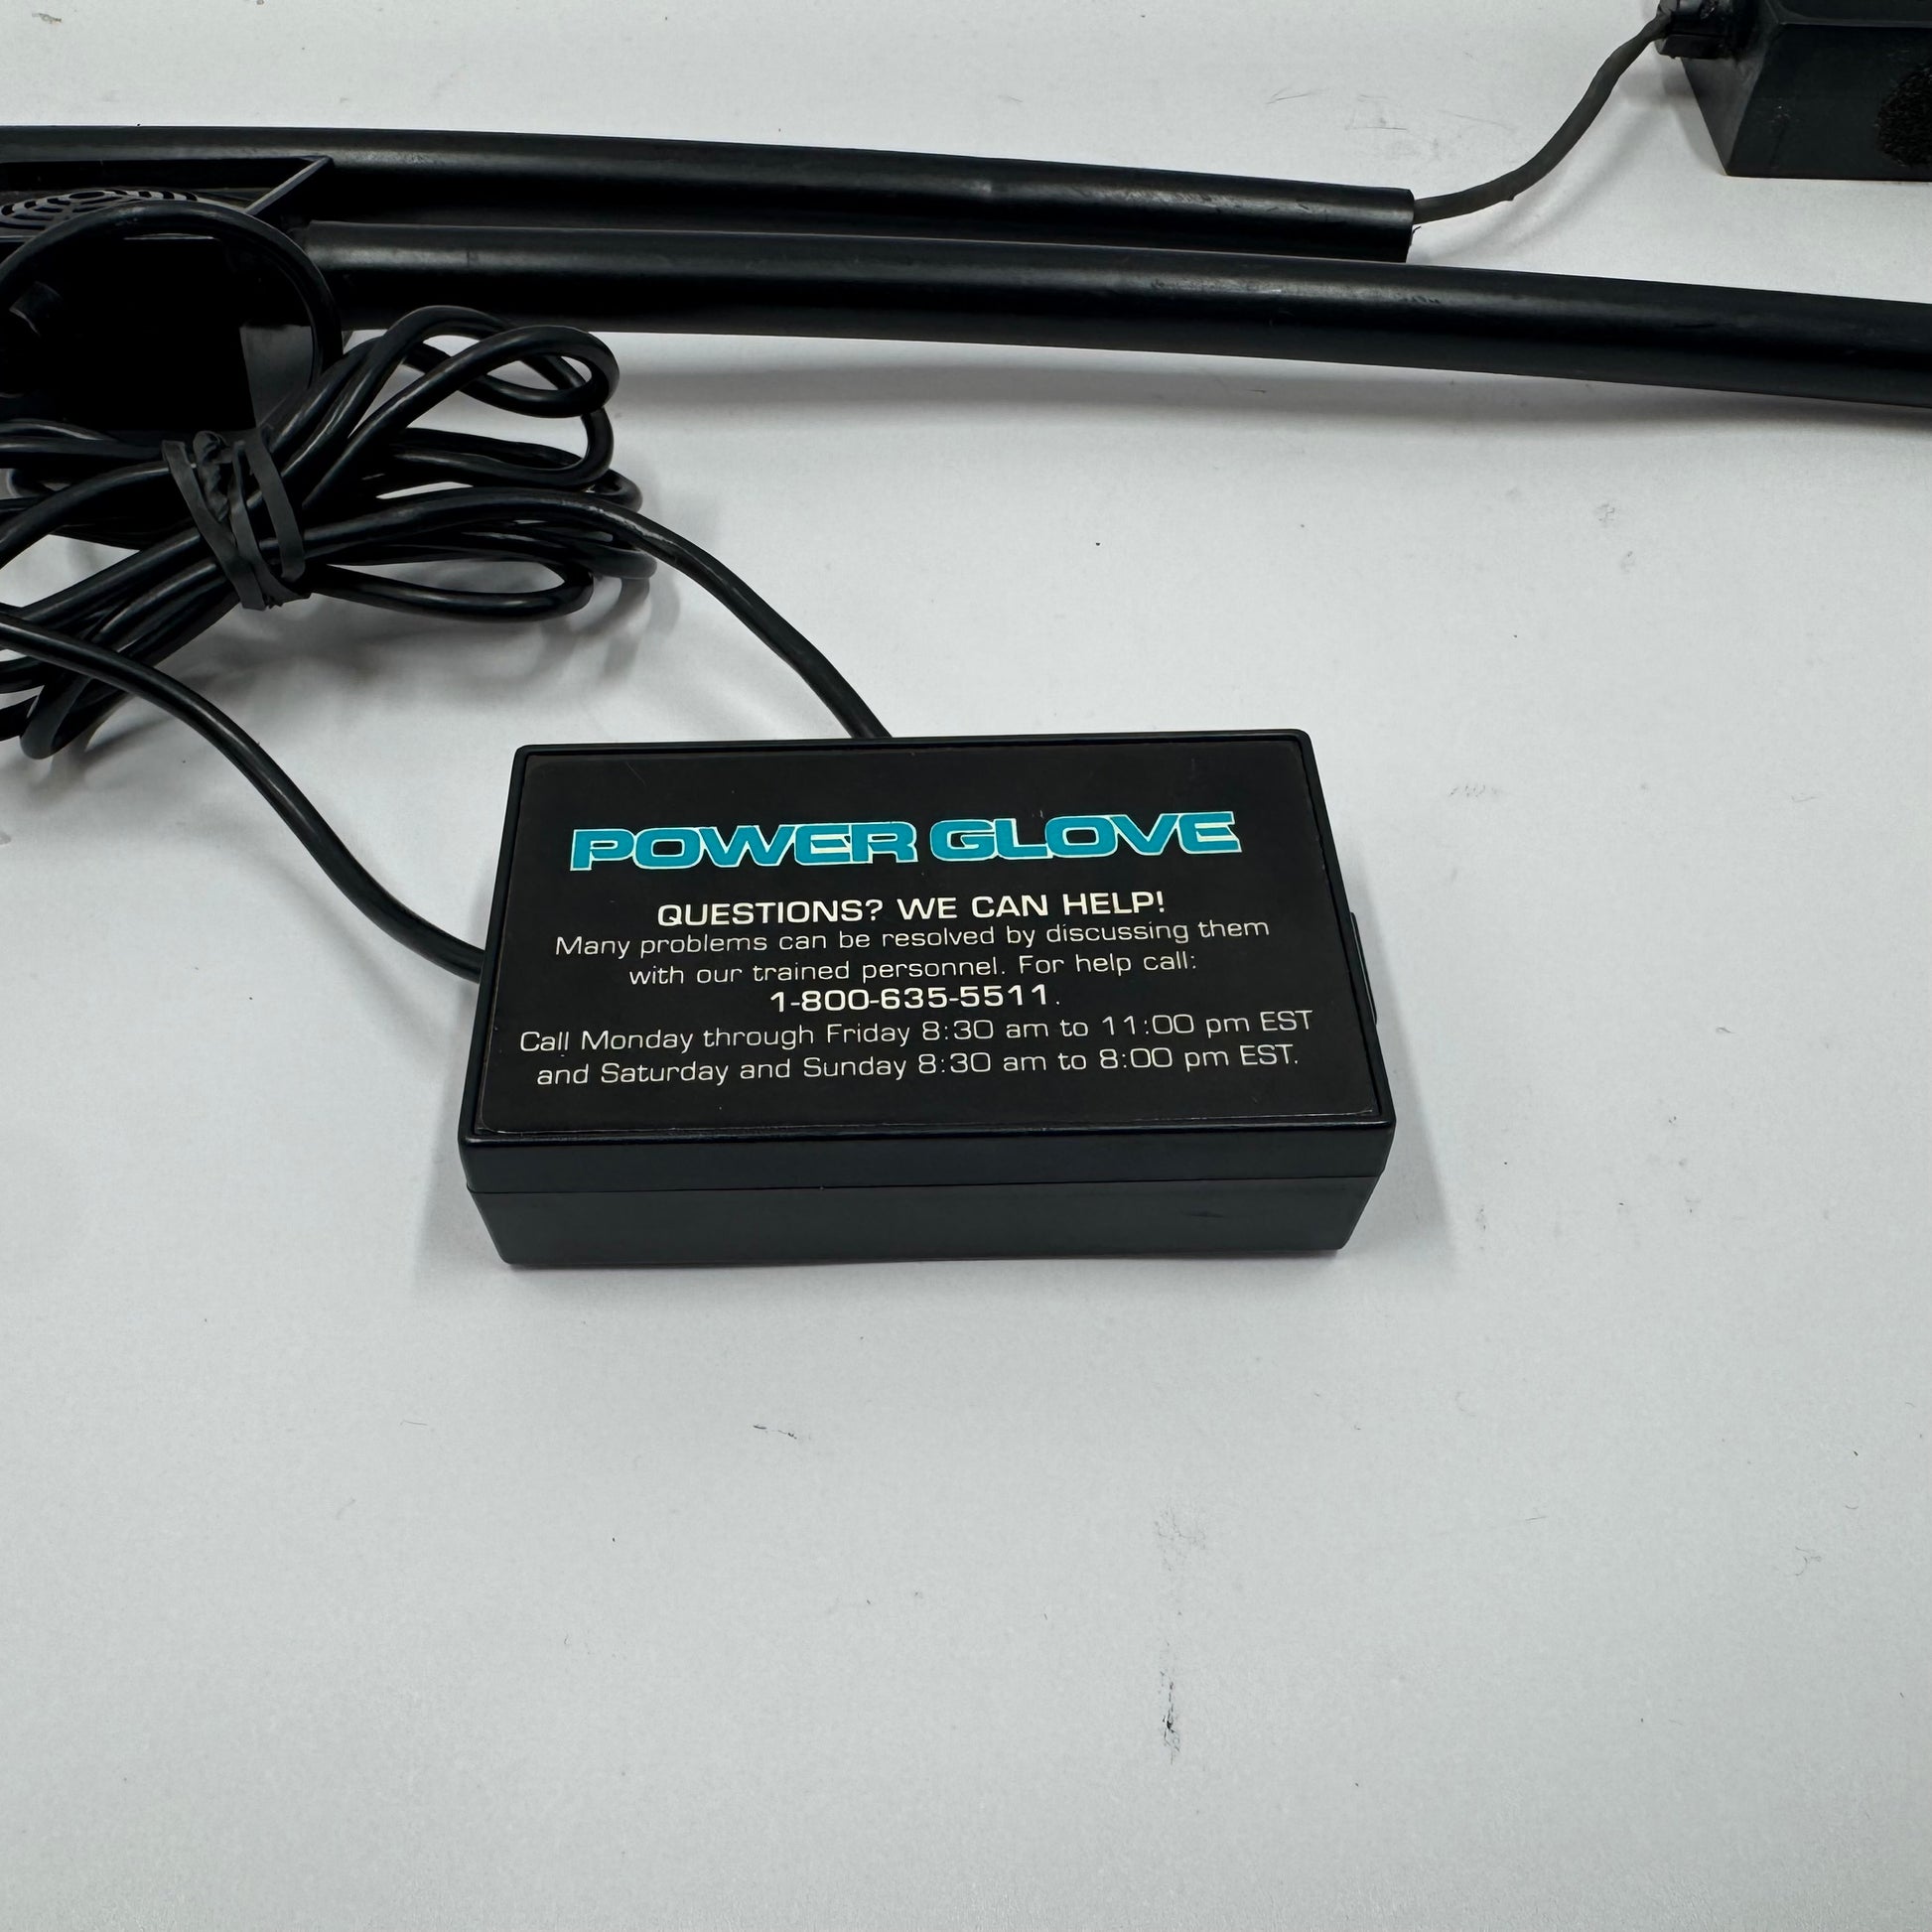 POWER GLOVE
QUESTIONS? WE CAN HELP!
Many problems can be resolved by discussing them
with our trained personnel. For help call:
1-800-635-5511.
Call Monday through Friday 8:30 am to 11:00 pm EST
and Saturday and Sunday 8:30 am to 8:00 pm EST.